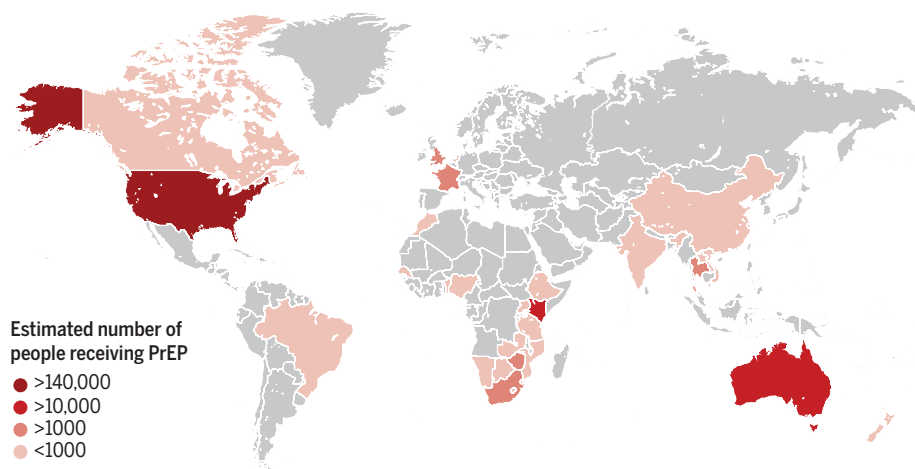 Estimated number of
people receiving PrEP
>140,000
>10,000
>1000
<1000